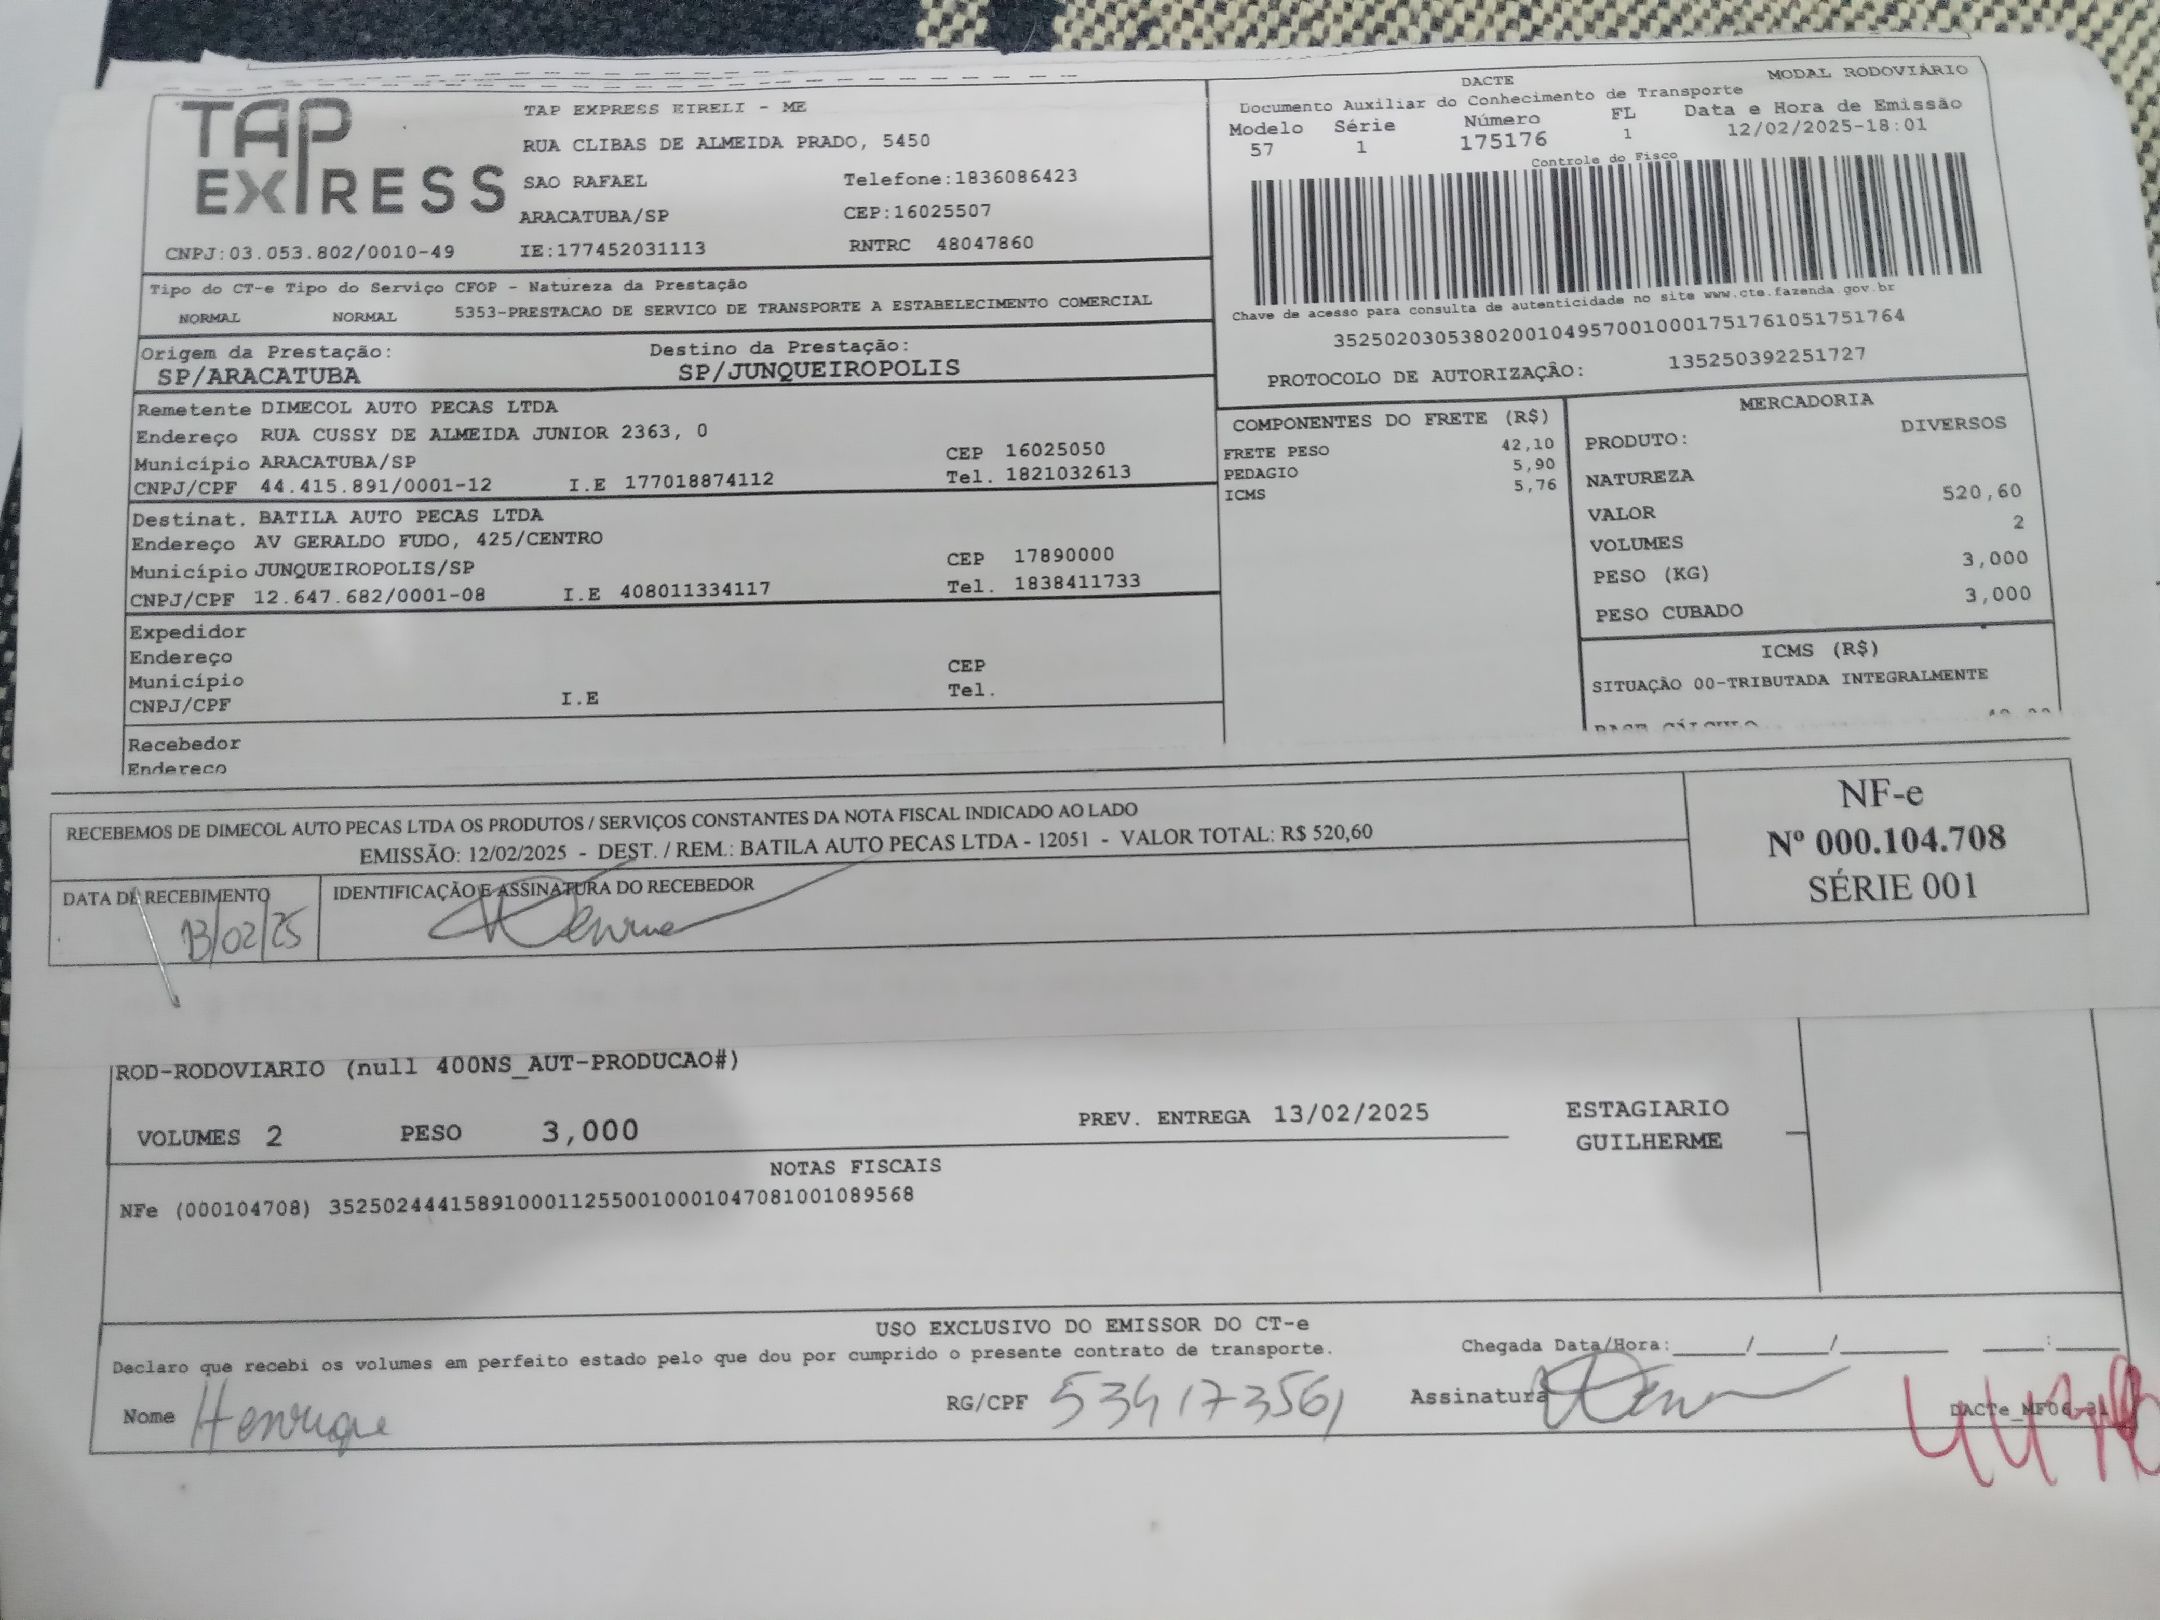 TAP EXPRESS
TAP EXPRESS EIRELI - ME
RUA CLIBAS DE ALMEIDA PRADO, 5450
SAO RAFAEL Telefone:1836086423
ARACATUBA/SP CEP:16025507
CNPJ:03.053.802/0010-49 IE:177452031113 RNTRC 48047860
DACTE MODAL RODOVIÁRIO
Documento Auxiliar do Conhecimento de Transporte
Modelo Série Número FL Data e Hora de Emissão
57 1 175176 1 12/02/2025-18:01
Controle do Fisco
Chave de acesso para consulta de autenticidade no site www.cte.fazenda.gov.br
35250203053802001049570010001751761051751764
PROTOCOLO DE AUTORIZAÇÃO: 135250392251727
Tipo do CT-e Tipo do Serviço CFOP - Natureza da Prestação
NORMAL NORMAL 5353-PRESTACAO DE SERVICO DE TRANSPORTE A ESTABELECIMENTO COMERCIAL
Origem da Prestação: Destino da Prestação:
SP/ARACATUBA SP/JUNQUEIROPOLIS
Remetente DIMECOL AUTO PECAS LTDA
Endereço RUA CUSSY DE ALMEIDA JUNIOR 2363, 0
Município ARACATUBA/SP CEP 16025050
CNPJ/CPF 44.415.891/0001-12 I.E 177018874112 Tel. 1821032613
Destinat. BATILA AUTO PECAS LTDA
Endereço AV GERALDO FUDO, 425/CENTRO
Município JUNQUEIROPOLIS/SP CEP 17890000
CNPJ/CPF 12.647.682/0001-08 I.E 408011334117 Tel. 1838411733
Expedidor
Endereço
Município CEP
CNPJ/CPF I.E Tel.
Recebedor
Endereço
COMPONENTES DO FRETE (R$)
FRETE PESO 42,10
PEDAGIO 5,90
ICMS 5,76
MERCADORIA
PRODUTO: DIVERSOS
NATUREZA
VALOR 520,60
VOLUMES 2
PESO (KG) 3,000
PESO CUBADO 3,000
ICMS (R$)
SITUAÇÃO 00-TRIBUTADA INTEGRALMENTE
RECEBEMOS DE DIMECOL AUTO PECAS LTDA OS PRODUTOS / SERVIÇOS CONSTANTES DA NOTA FISCAL INDICADO AO LADO
EMISSÃO: 12/02/2025 - DEST. / REM.: BATILA AUTO PECAS LTDA - 12051 - VALOR TOTAL: R$ 520,60
DATA DE RECEBIMENTO IDENTIFICAÇÃO E ASSINATURA DO RECEBEDOR
13/02/25
NF-e
Nº 000.104.708
SÉRIE 001
ROD-RODOVIARIO (null 400NS_AUT-PRODUCAO#)
VOLUMES 2 PESO 3,000 PREV. ENTREGA 13/02/2025 ESTAGIARIO
GUILHERME
NOTAS FISCAIS
NFe (000104708) 35250244415891000112550010001047081001089568
USO EXCLUSIVO DO EMISSOR DO CT-e
Declaro que recebi os volumes em perfeito estado pelo que dou por cumprido o presente contrato de transporte. Chegada Data/Hora:_____/_____/________ _____:_____
Nome Henrique RG/CPF 534173561 Assinatura